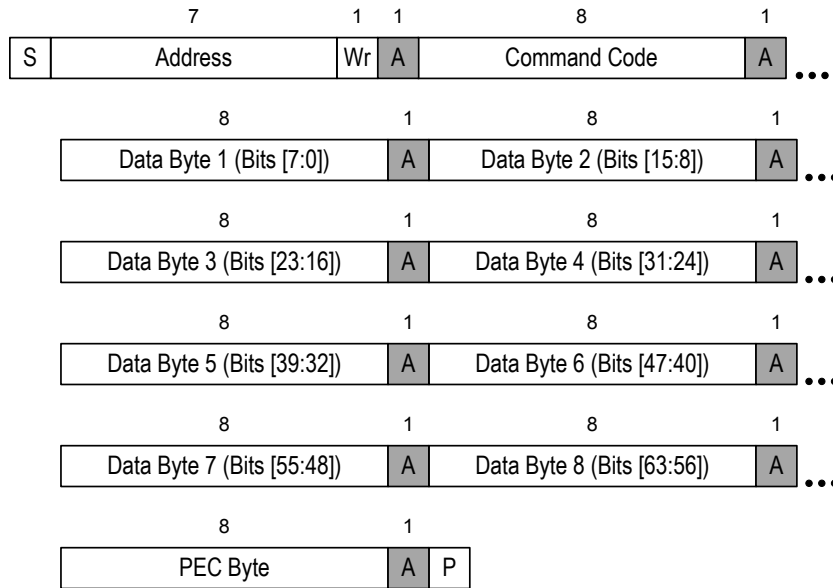 7 1 1 8 1
S Address Wr A Command Code A ....
8 1 8 1
Data Byte 1 (Bits [7:0]) A Data Byte 2 (Bits [15:8]) A ...
8 1 8 1
Data Byte 3 (Bits [23:16]) A Data Byte 4 (Bits [31:24]) A ...
8 1 8 1
Data Byte 5 (Bits [39:32]) A Data Byte 6 (Bits [47:40]) A ...
8 1 8 1
Data Byte 7 (Bits [55:48]) A Data Byte 8 (Bits [63:56]) A ...
8 1
PEC Byte A P